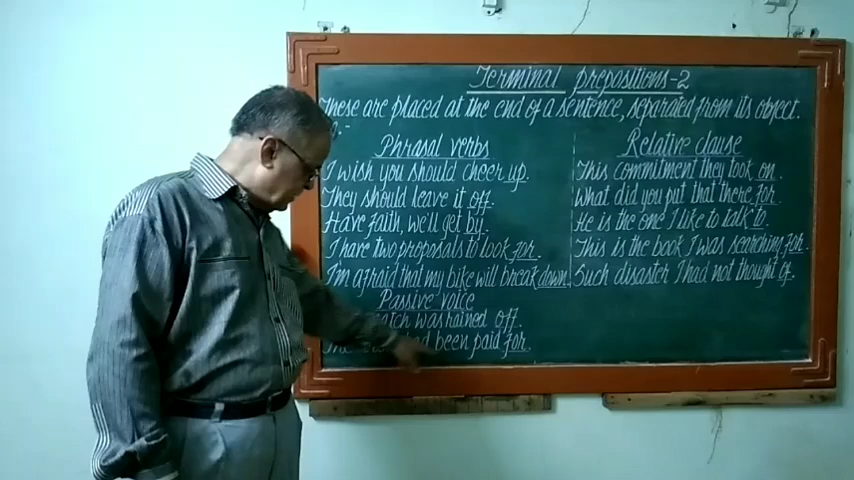 Terminal prepositions-2
These are placed at the end of a sentence, separated from its object.
Phrasal verbs
I wish you should cheer up.
They should leave it off.
Have faith, we'll get by.
I have two proposals to look for.
I'm afraid that my bike will break down.
Passive voice
was rained off.
had been paid for.
Relative clause
This commitment they took on.
What did you put that there for.
He is the one I like to talk to.
This is the book I was searching for.
Such disaster I had not thought of.